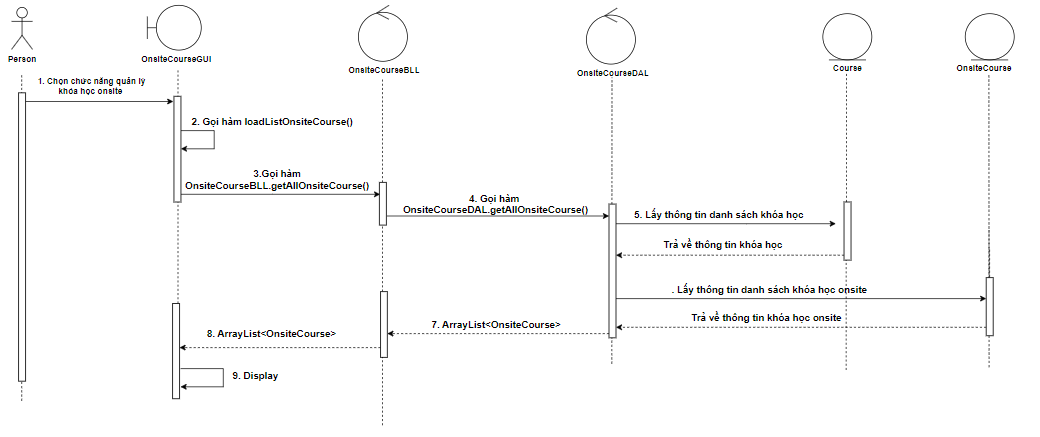 Person
OnsiteCourseGUI
OnsiteCourseBLL
OnsiteCourseDAL
Course
OnsiteCourse
1. Chọn chức năng quản lý
khóa học onsite
2. Gọi hàm loadListOnsiteCourse()
3.Gọi hàm
OnsiteCourseBLL.getAllOnsiteCourse()
4. Gọi hàm
OnsiteCourseDAL.getAllOnsiteCourse()
5. Lấy thông tin danh sách khóa học
Trả về thông tin khóa học
. Lấy thông tin danh sách khóa học onsite
Trả về thông tin khóa học onsite
7. ArrayList<OnsiteCourse>
8. ArrayList<OnsiteCourse>
9. Display